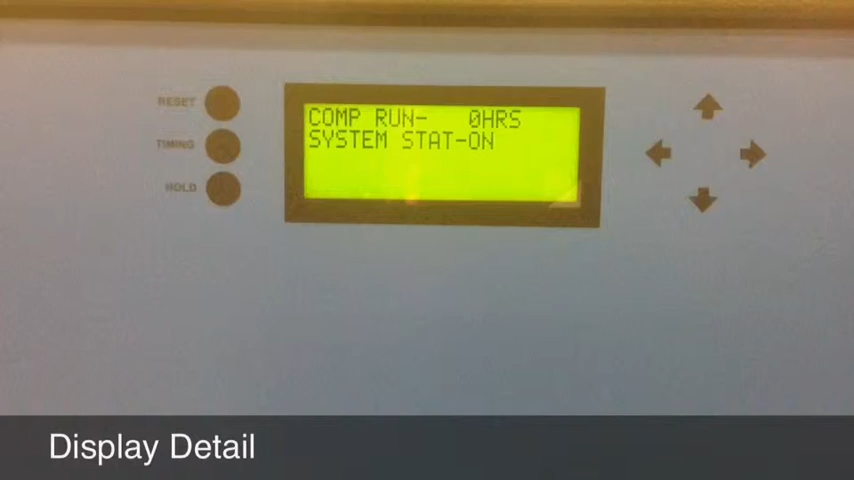 RESET
TIMING
HOLD
COMP RUN- 0HRS
SYSTEM STAT-ON
Display Detail